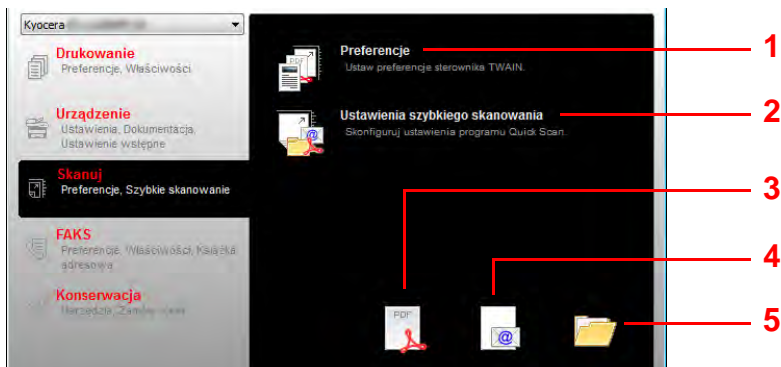 Kyocera
Drukowanie
Preferencje, Właściwości
Urządzenie
Ustawienia, Dokumentacja,
Ustawienie wstępne
Skanuj
Preferencje, Szybkie skanowanie
FAKS
Preferencje, Właściwości, Książka
adresowa
Konserwacja
Narzędzia,
Preferencje
Ustaw preferencje sterownika TWAIN.
Ustawienia szybkiego skanowania
Skonfiguruj ustawienia programu Quick Scan.
PDF
PDF
@
@
1
2
3
4
5